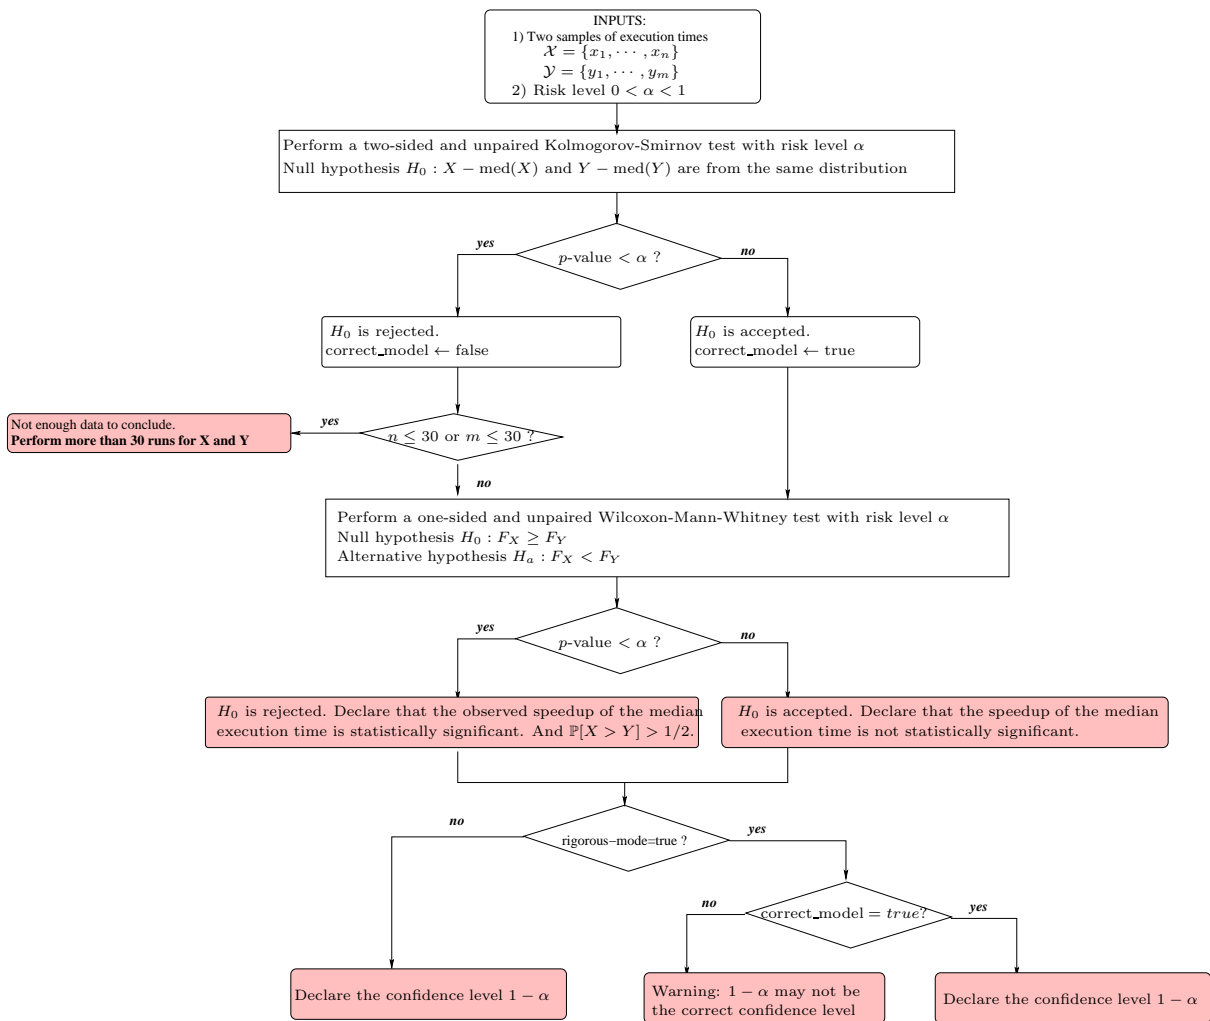 INPUTS:
1) Two samples of execution times
𝒳 = {x₁, ⋯ , xₙ}
𝒴 = {y₁, ⋯ , yₘ}
2) Risk level 0 < α < 1
Perform a two-sided and unpaired Kolmogorov-Smirnov test with risk level α
Null hypothesis H₀ : X − med(X) and Y − med(Y) are from the same distribution
yes
p-value < α ?
no
H₀ is rejected.
correct_model ← false
H₀ is accepted.
correct_model ← true
Not enough data to conclude.
Perform more than 30 runs for X and Y
yes
n ≤ 30 or m ≤ 30 ?
no
Perform a one-sided and unpaired Wilcoxon-Mann-Whitney test with risk level α
Null hypothesis H₀ : F_X ≥ F_Y
Alternative hypothesis Hₐ : F_X < F_Y
yes
p-value < α ?
no
H₀ is rejected. Declare that the observed speedup of the median
execution time is statistically significant. And ℙ[X > Y] > 1/2.
H₀ is accepted. Declare that the speedup of the median
execution time is not statistically significant.
no
rigorous−mode=true ?
yes
no
correct_model = true?
yes
Declare the confidence level 1 − α
Warning: 1 − α may not be
the correct confidence level
Declare the confidence level 1 − α